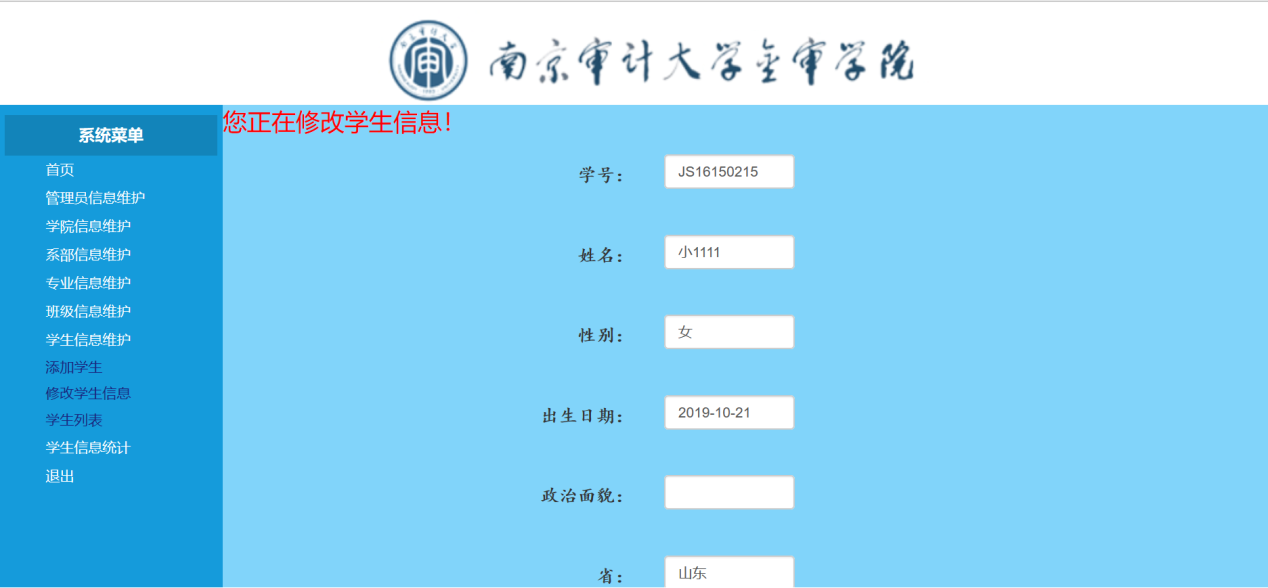 南京审计大学金审学院
系统菜单
首页
管理员信息维护
学院信息维护
系部信息维护
专业信息维护
班级信息维护
学生信息维护
添加学生
修改学生信息
学生列表
学生信息统计
退出
您正在修改学生信息！
学号： JS16150215
姓名： 小1111
性别： 女
出生日期： 2019-10-21
政治面貌：
省： 山东